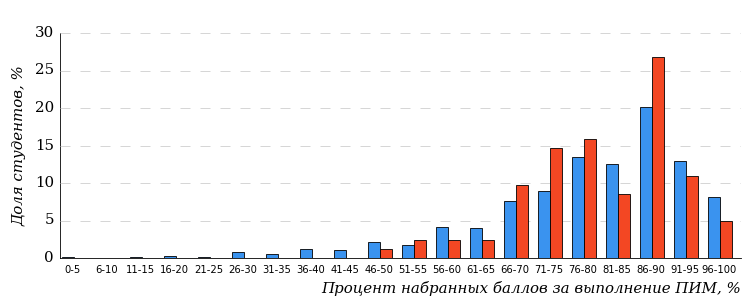 Доля студентов, %
30
25
20
15
10
5
0
0-5 6-10 11-15 16-20 21-25 26-30 31-35 36-40 41-45 46-50 51-55 56-60 61-65 66-70 71-75 76-80 81-85 86-90 91-95 96-100
Процент набранных баллов за выполнение ПИМ, %